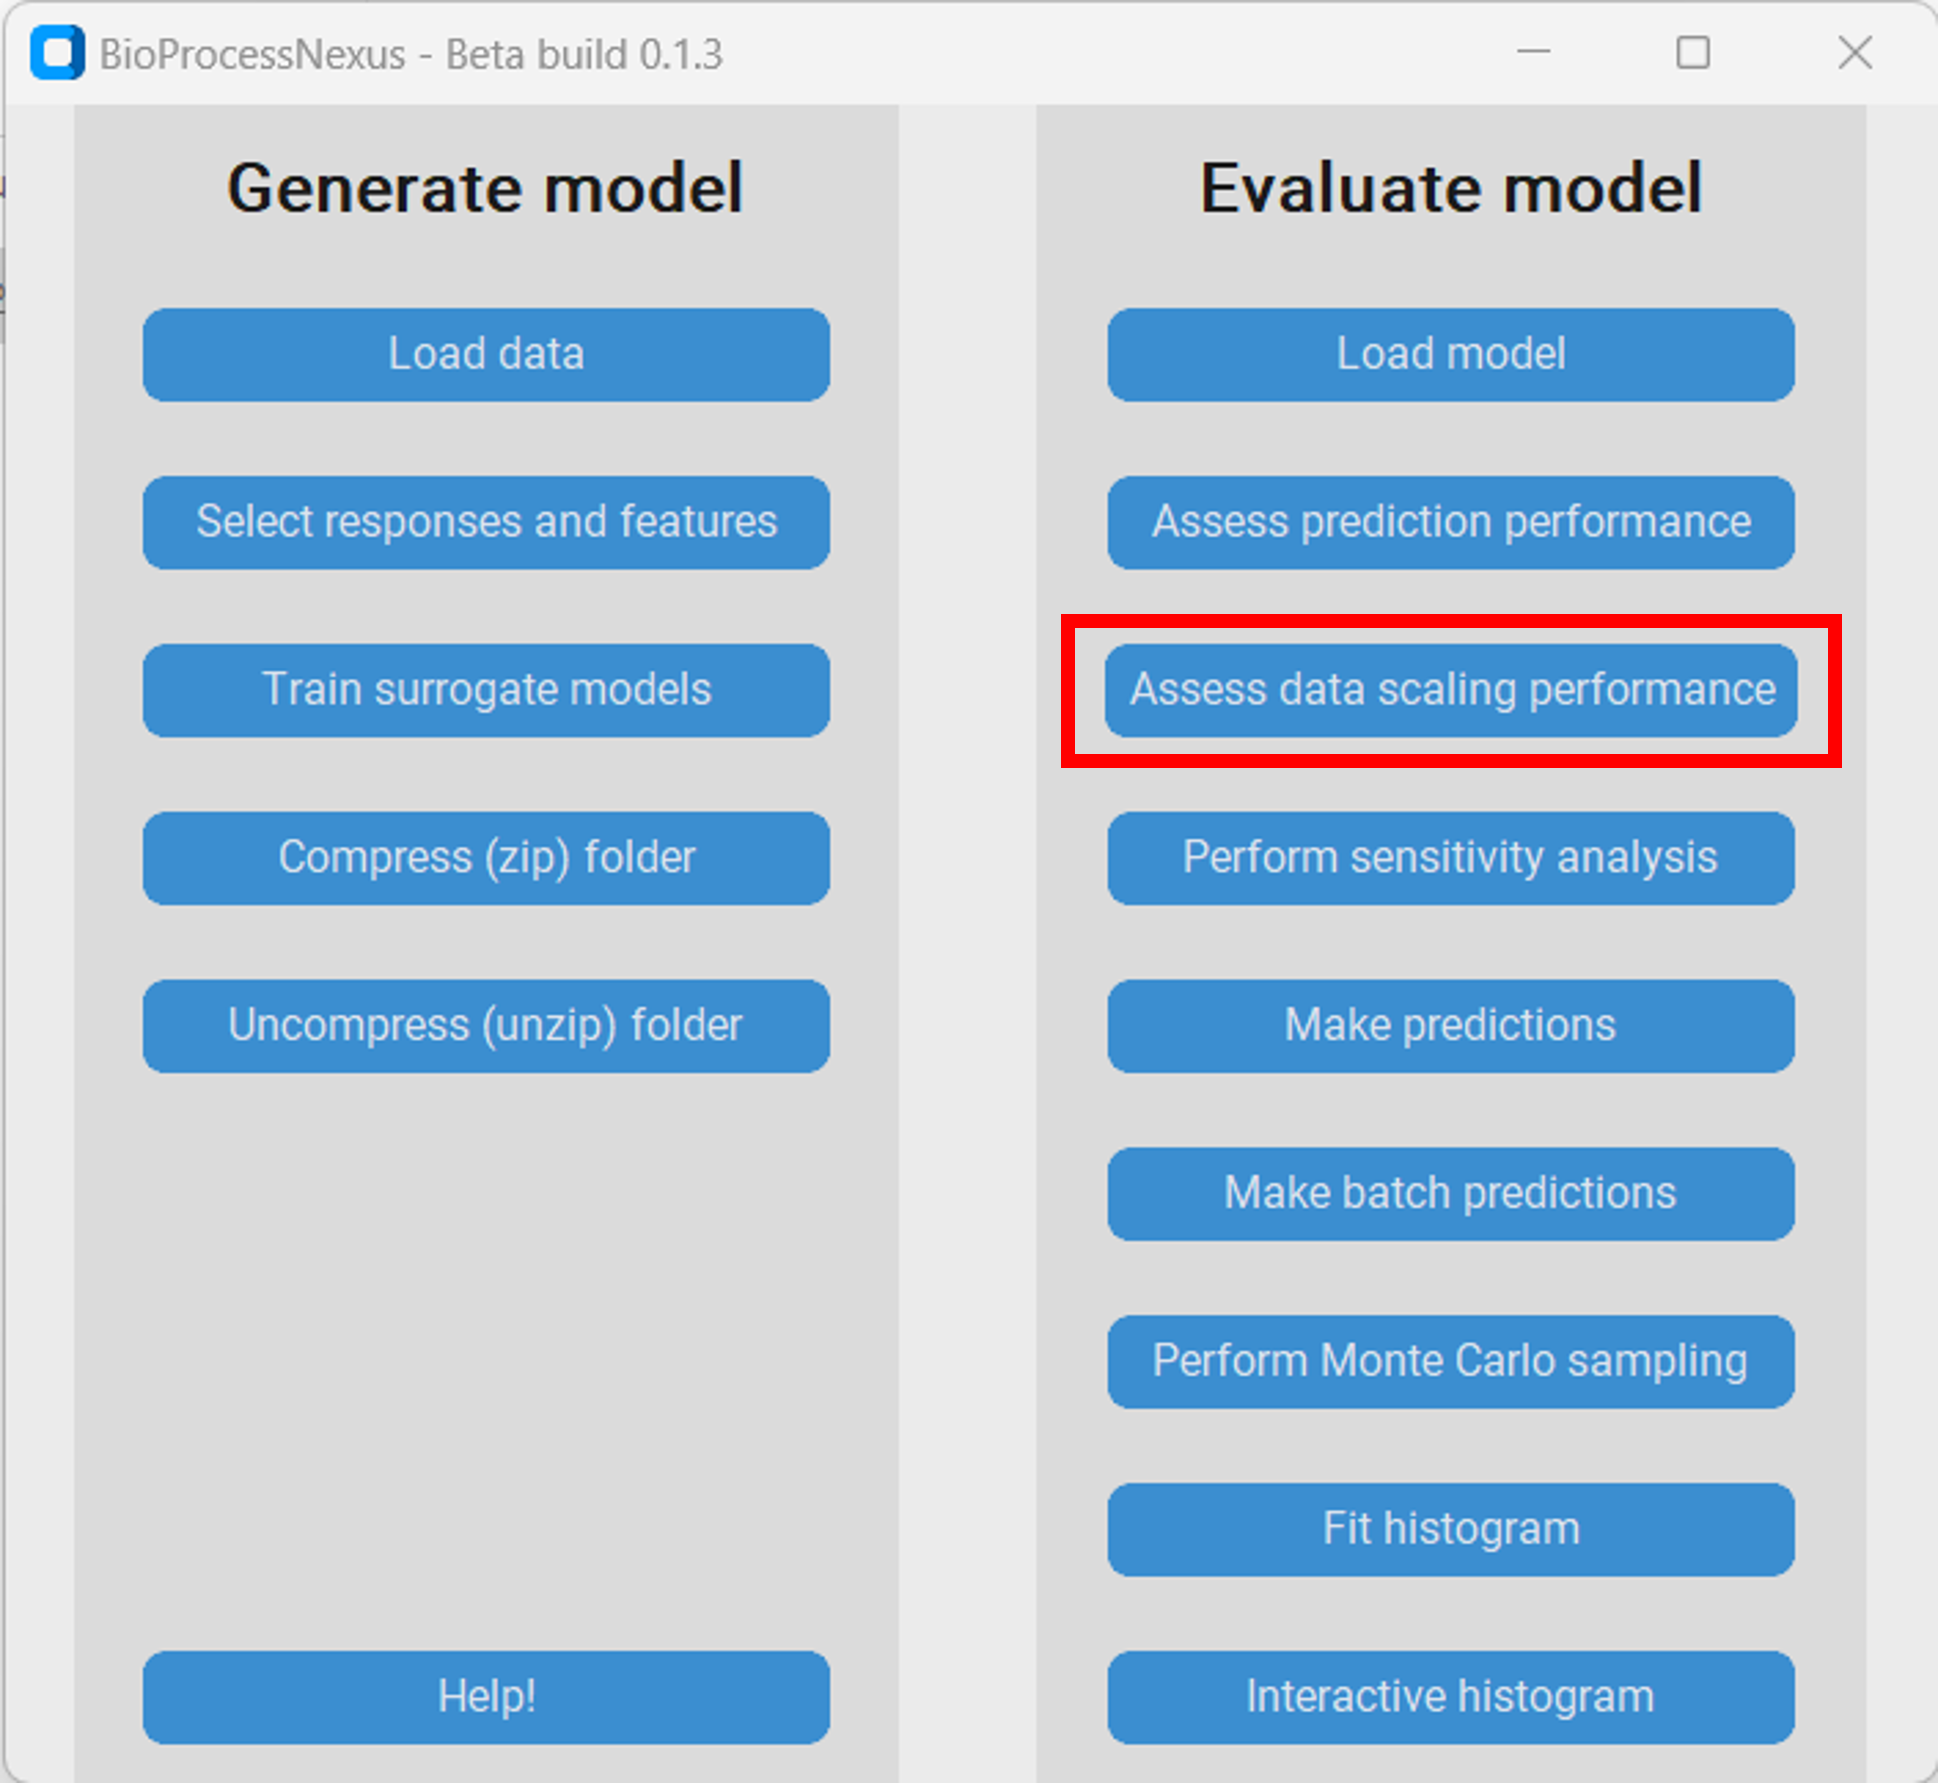 BioProcessNexus - Beta build 0.1.3
Generate model
Load data
Select responses and features
Train surrogate models
Compress (zip) folder
Uncompress (unzip) folder
Help!
Evaluate model
Load model
Assess prediction performance
Assess data scaling performance
Perform sensitivity analysis
Make predictions
Make batch predictions
Perform Monte Carlo sampling
Fit histogram
Interactive histogram